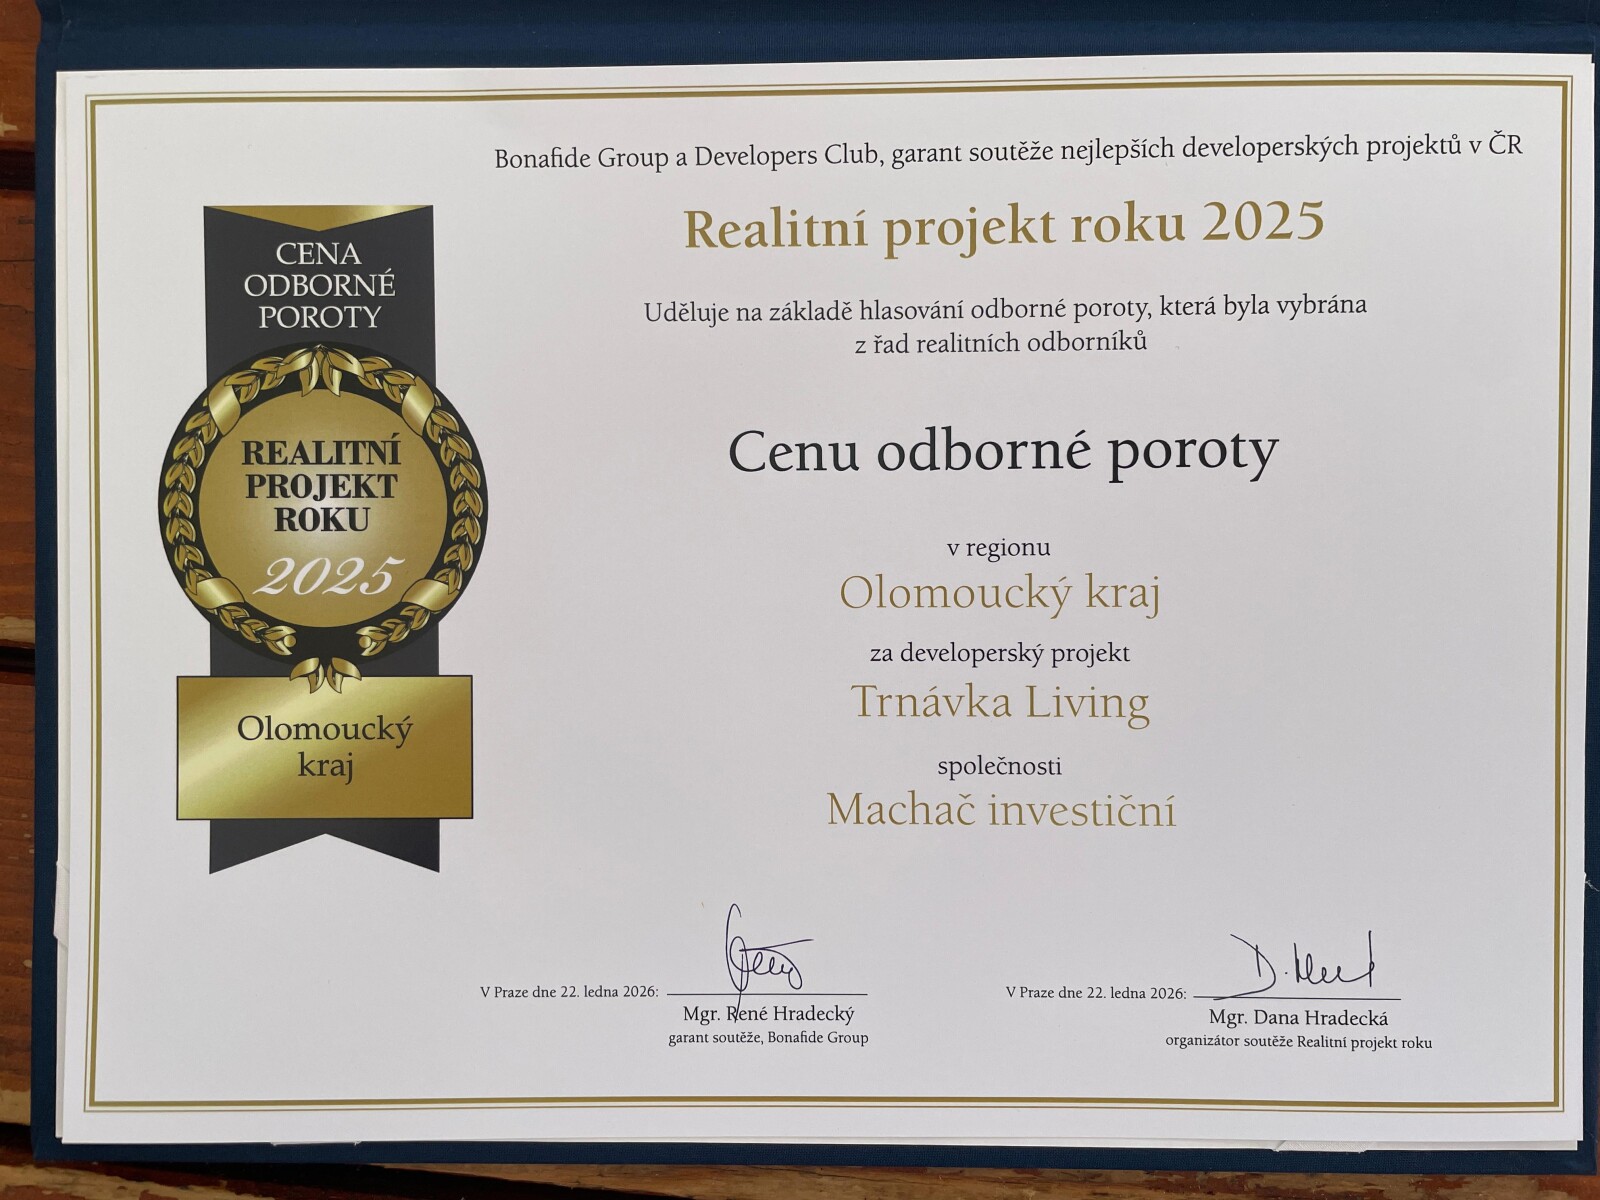 Bonafide Group a Developers Club, garant soutěže nejlepších developerských projektů v ČR
Realitní projekt roku 2025
Uděluje na základě hlasování odborné poroty, která byla vybrána
z řad realitních odborníků
Cenu odborné poroty
v regionu
Olomoucký kraj
za developerský projekt
Trnávka Living
společnosti
Machač investiční
CENA
ODBORNÉ
POROTY
REALITNÍ
PROJEKT
ROKU
2025
Olomoucký
kraj
V Praze dne 22. ledna 2026:
Mgr. René Hradecký
garant soutěže, Bonafide Group
V Praze dne 22. ledna 2026:
Mgr. Dana Hradecká
organizátor soutěže Realitní projekt roku